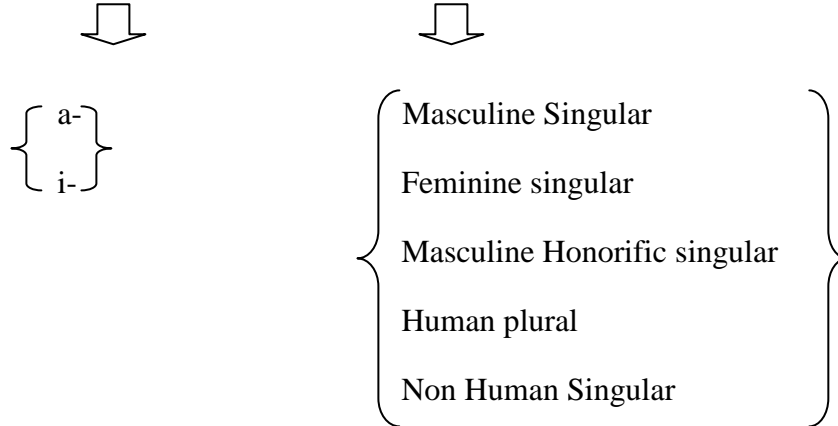 a-
Masculine Singular
Feminine singular
i-
Masculine Honorific singular
Human plural
Non Human Singular